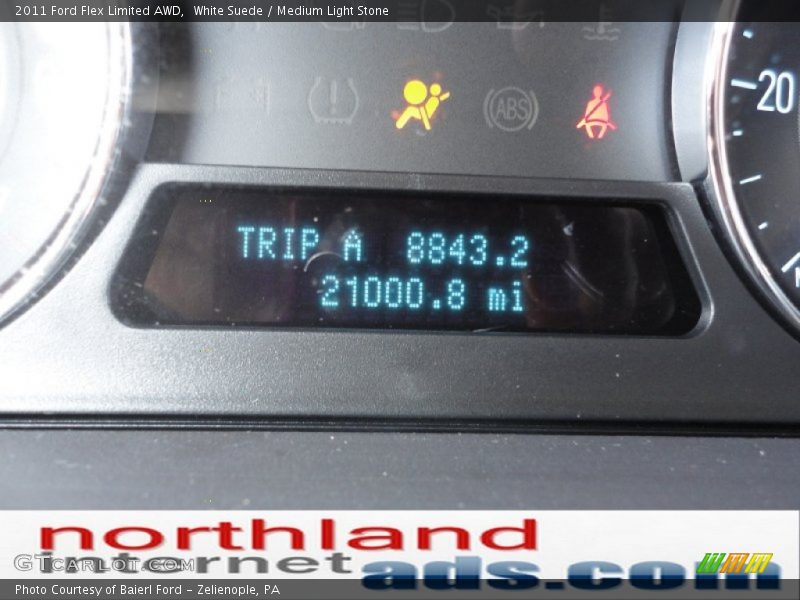 2011 Ford Flex Limited AWD, White Suede / Medium Light Stone
ABS
20
TRIP A 8843.2
21000.8 mi
northland
internet
ads.com
GTCARLOT.COM
Photo Courtesy of Baierl Ford - Zelienople, PA